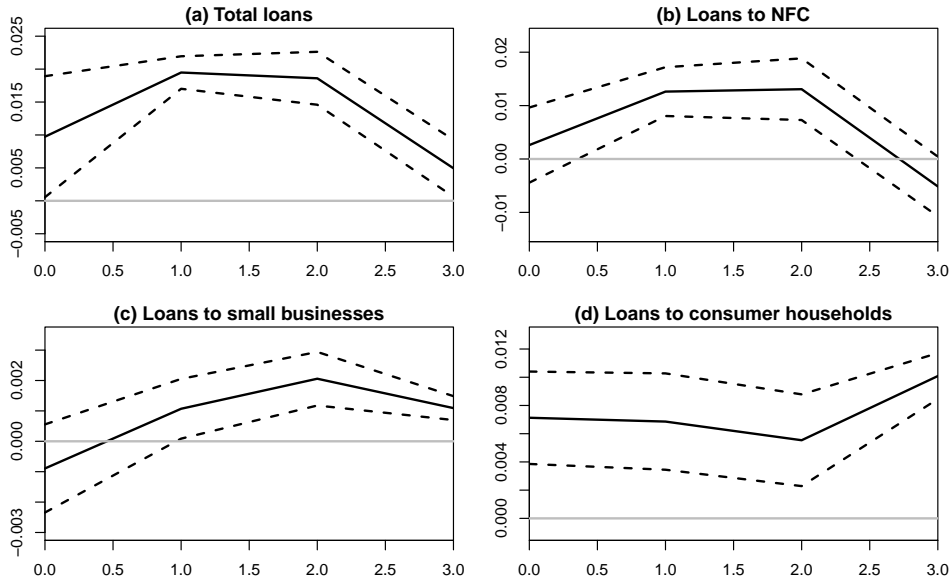 (a) Total loans
0.025
0.015
0.005
−0.005
0.0 0.5 1.0 1.5 2.0 2.5 3.0
(b) Loans to NFC
0.02
0.01
0.00
−0.01
0.0 0.5 1.0 1.5 2.0 2.5 3.0
(c) Loans to small businesses
0.002
0.000
−0.003
0.0 0.5 1.0 1.5 2.0 2.5 3.0
(d) Loans to consumer households
0.012
0.008
0.004
0.000
0.0 0.5 1.0 1.5 2.0 2.5 3.0